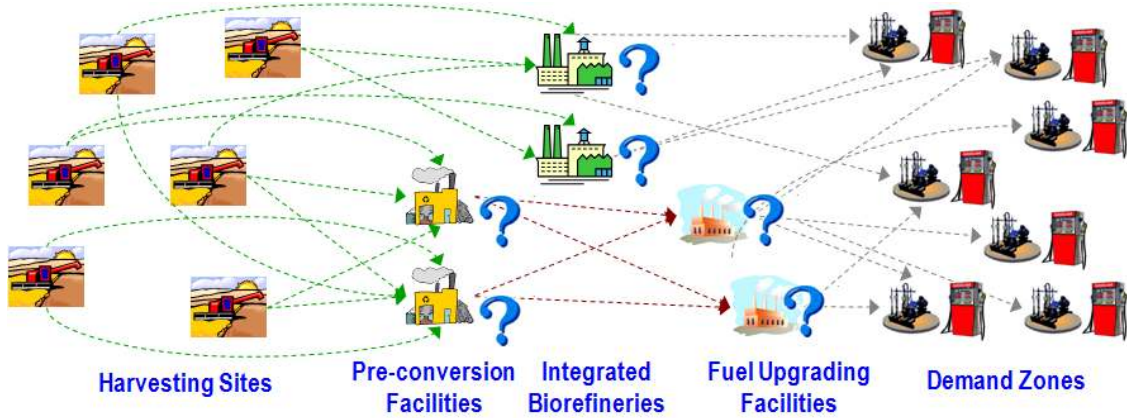 ?
?
?
?
?
?
Harvesting Sites
Pre-conversion
Facilities
Integrated
Biorefineries
Fuel Upgrading
Facilities
Demand Zones